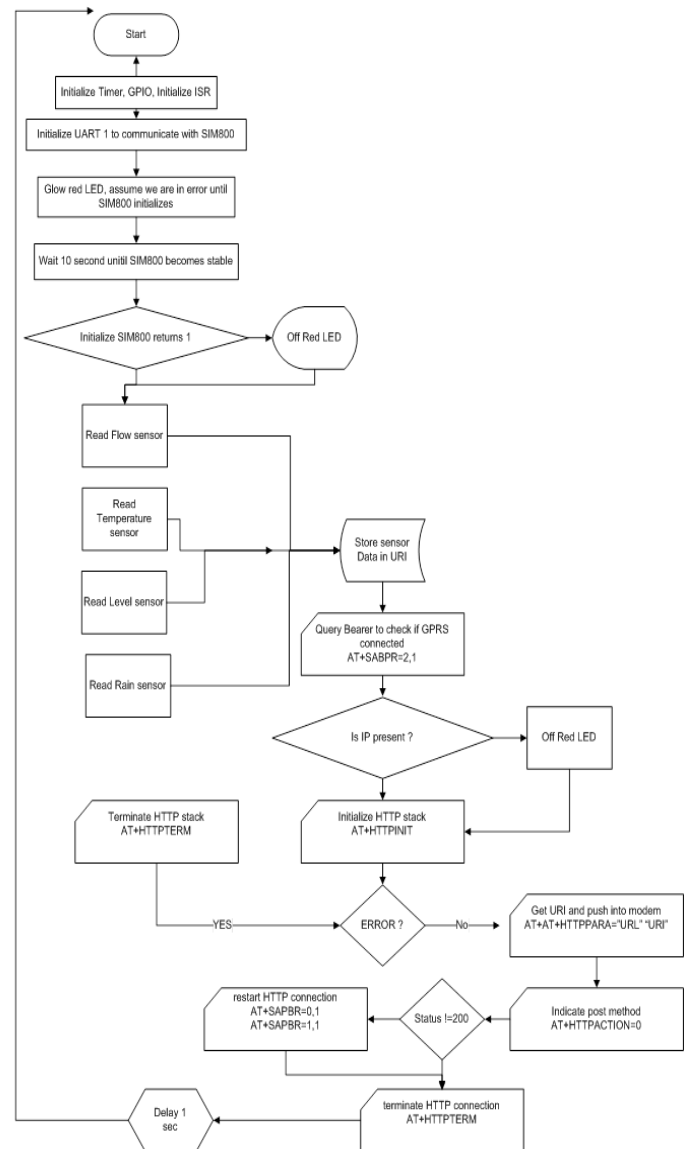 Start
Initialize Timer, GPIO, Initialize ISR
Initialize UART 1 to communicate with SIM800
Glow red LED, assume we are in error until
SIM800 initializes
Wait 10 second unitil SIM800 becomes stable
Initialize SIM800 returns 1
Off Red LED
Read Flow sensor
Read
Temperature
sensor
Store sensor
Data in URI
Read Level sensor
Query Bearer to check if GPRS
connected
AT+SABPR=2,1
Read Rain sensor
Is IP present ?
Off Red LED
Terminate HTTP stack
AT+HTTPTERM
Initialize HTTP stack
AT+HTTPINIT
YES
ERROR ?
No
Get URI and push into modern
AT+AT+HTTPPARA="URL" “URI”
restart HTTP connection
AT+SAPBR=0,1
AT+SAPBR=1,1
Status !=200
Indicate post method
AT+HTTPACTION=0
Delay 1
sec
terminate HTTP connection
AT+HTTPTERM